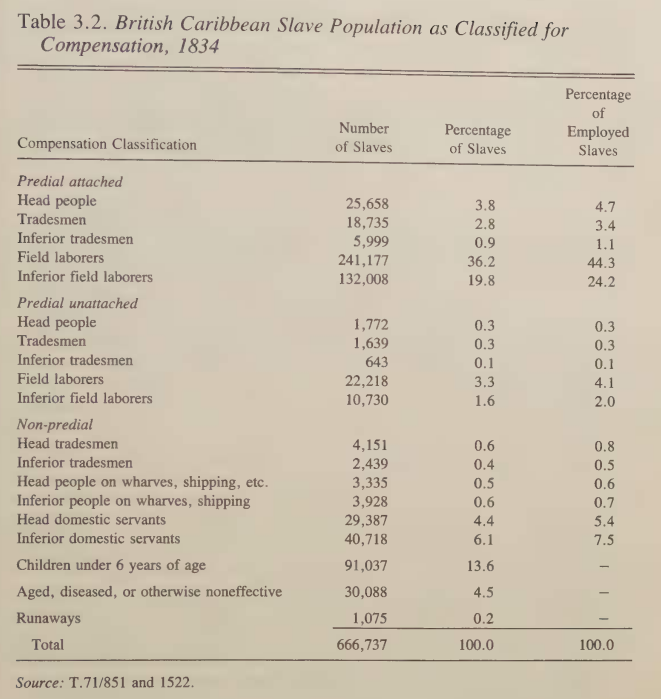 Table 3.2. British Caribbean Slave Population as Classified for
Compensation, 1834
Compensation Classification Number of Slaves Percentage of Slaves Percentage of Employed Slaves
Predial attached
Head people 25,658 3.8 4.7
Tradesmen 18,735 2.8 3.4
Inferior tradesmen 5,999 0.9 1.1
Field laborers 241,177 36.2 44.3
Inferior field laborers 132,008 19.8 24.2
Predial unattached
Head people 1,772 0.3 0.3
Tradesmen 1,639 0.3 0.3
Inferior tradesmen 643 0.1 0.1
Field laborers 22,218 3.3 4.1
Inferior field laborers 10,730 1.6 2.0
Non-predial
Head tradesmen 4,151 0.6 0.8
Inferior tradesmen 2,439 0.4 0.5
Head people on wharves, shipping, etc. 3,335 0.5 0.6
Inferior people on wharves, shipping 3,928 0.6 0.7
Head domestic servants 29,387 4.4 5.4
Inferior domestic servants 40,718 6.1 7.5
Children under 6 years of age 91,037 13.6 –
Aged, diseased, or otherwise noneffective 30,088 4.5 –
Runaways 1,075 0.2 –
Total 666,737 100.0 100.0
Source: T.71/851 and 1522.